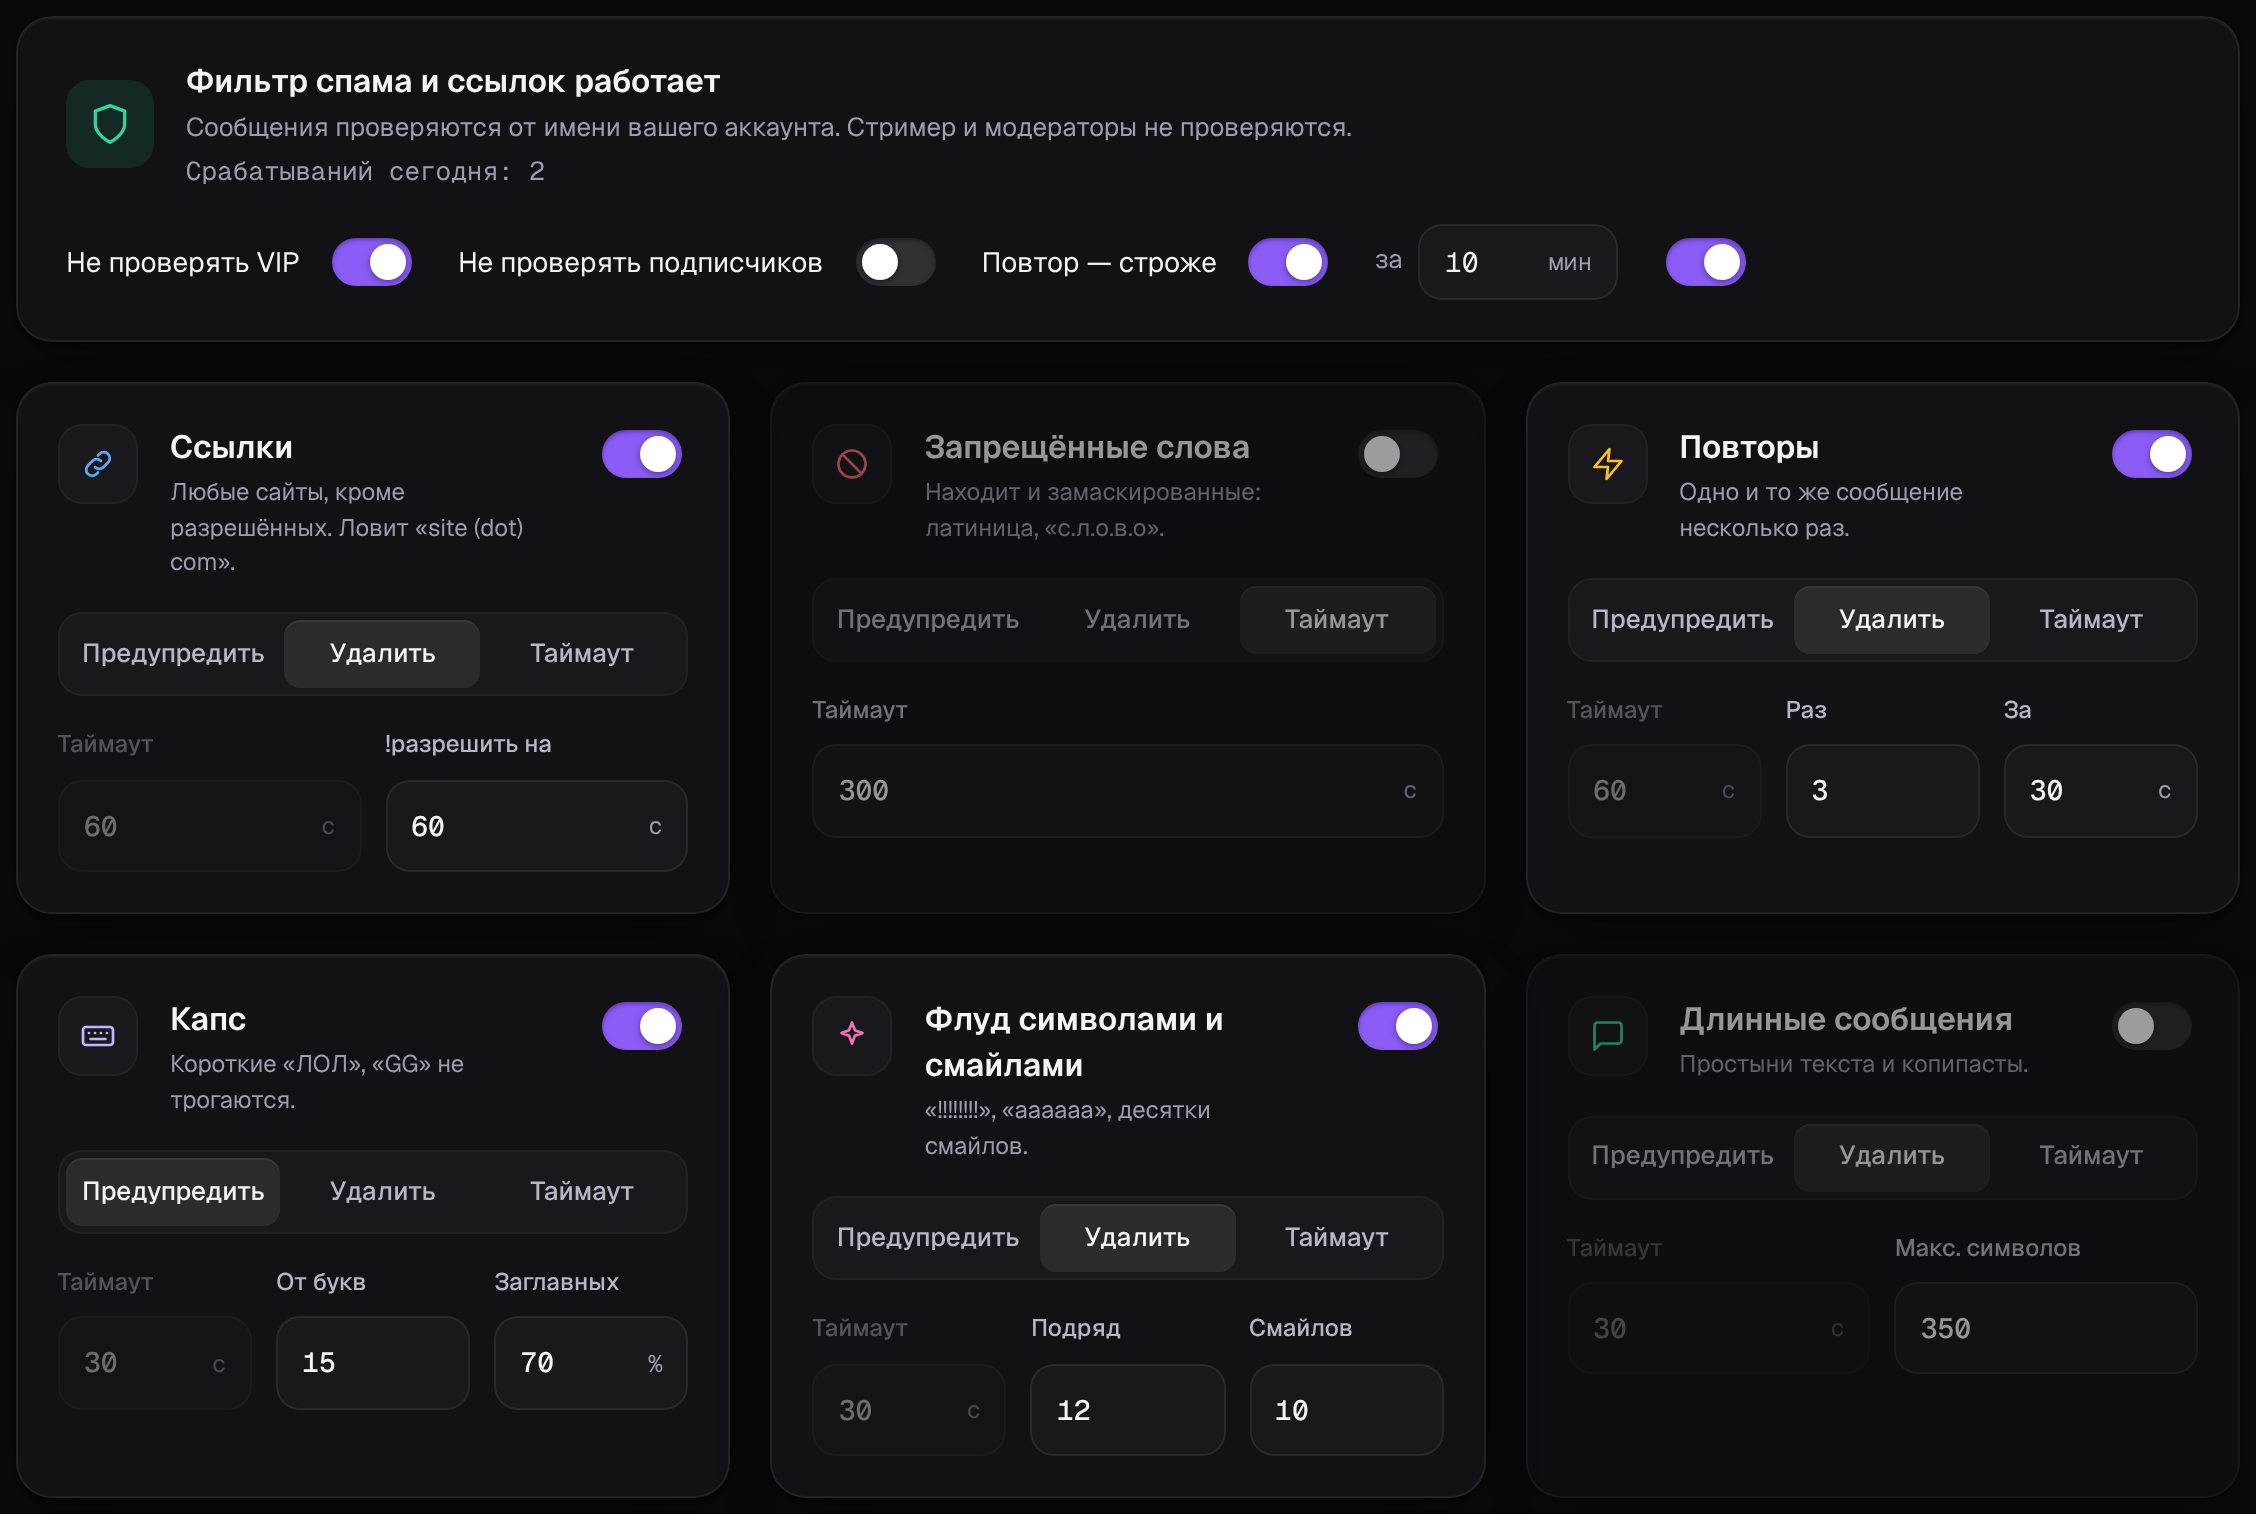 Фильтр спама и ссылок работает
Сообщения проверяются от имени вашего аккаунта. Стример и модераторы не проверяются.
Срабатываний сегодня: 2
Не проверять VIP
Не проверять подписчиков
Повтор — строже
за 10 мин
Ссылки
Любые сайты, кроме
разрешённых. Ловит «site (dot)
com».
Предупредить Удалить Таймаут
Таймаут !разрешить на
60 с 60 с
Запрещённые слова
Находит и замаскированные:
латиница, «с.л.о.в.о».
Предупредить Удалить Таймаут
Таймаут
300 с
Повторы
Одно и то же сообщение
несколько раз.
Предупредить Удалить Таймаут
Таймаут Раз За
60 с 3 30 с
Капс
Короткие «ЛОЛ», «GG» не
трогаются.
Предупредить Удалить Таймаут
Таймаут От букв Заглавных
30 с 15 70 %
Флуд символами и
смайлами
«!!!!!!!!», «аааааа», десятки
смайлов.
Предупредить Удалить Таймаут
Таймаут Подряд Смайлов
30 с 12 10
Длинные сообщения
Простыни текста и копипасты.
Предупредить Удалить Таймаут
Таймаут Макс. символов
30 с 350